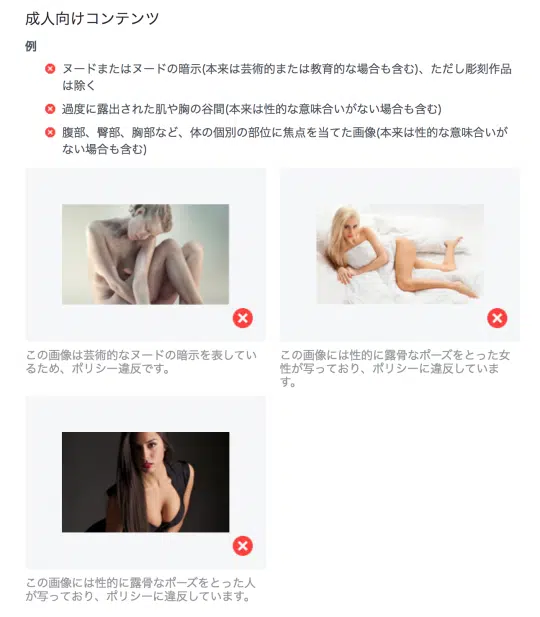 成人向けコンテンツ
例
ヌードまたはヌードの暗示(本来は芸術的または教育的な場合も含む)、ただし彫刻作品
は除く
過度に露出された肌や胸の谷間(本来は性的な意味合いがない場合も含む)
腹部、臀部、胸部など、体の個別の部位に焦点を当てた画像(本来は性的な意味合いが
ない場合も含む)
この画像は芸術的なヌードの暗示を表してい
るため、ポリシー違反です。
この画像には性的に露骨なポーズをとった女
性が写っており、ポリシーに違反していま
す。
この画像には性的に露骨なポーズをとった人
が写っており、ポリシーに違反しています。